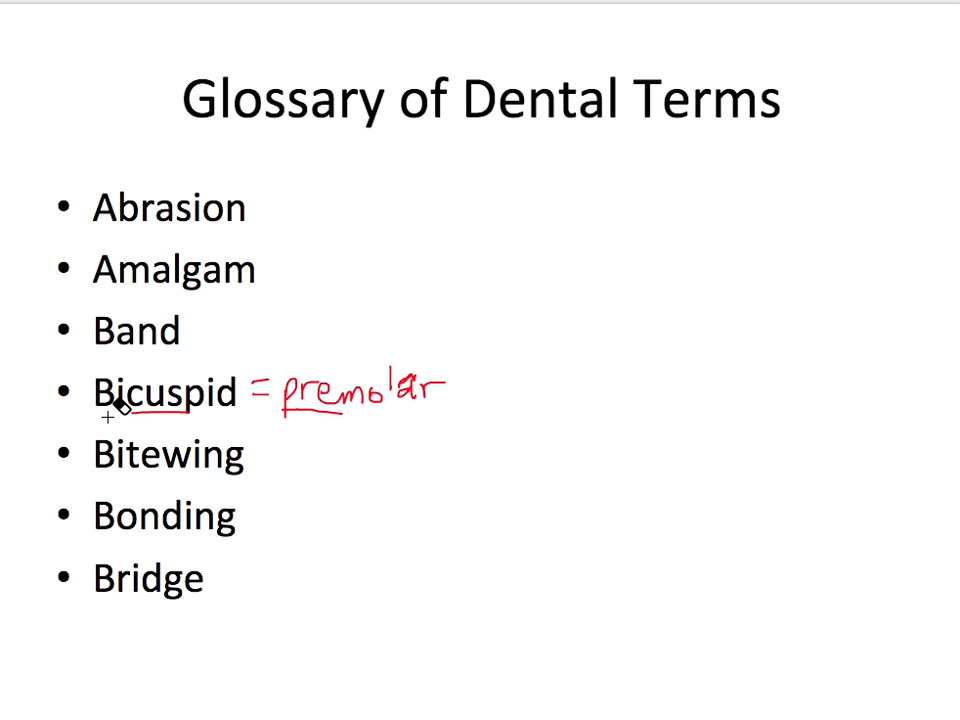 Glossary of Dental Terms
• Abrasion
• Amalgam
• Band
• Bicuspid = premolar
• Bitewing
• Bonding
• Bridge